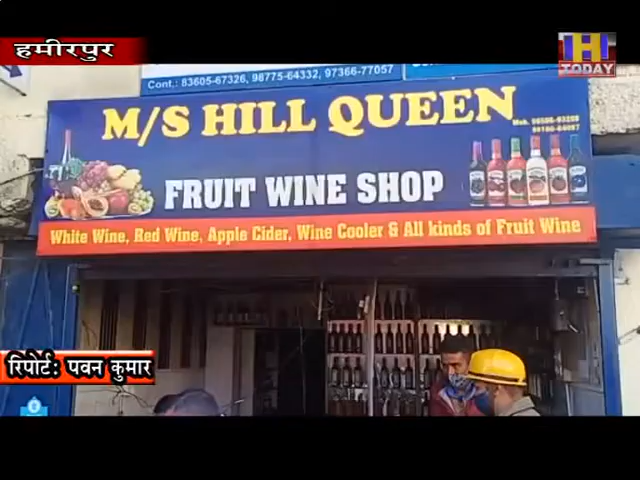 हमीरपुर
H
TODAY
Cont.: 83605-67326, 98775-64332, 97366-77057
M/S HILL QUEEN
FRUIT WINE SHOP
White Wine, Red Wine, Apple Cider, Wine Cooler & All kinds of Fruit Wine
रिपोर्ट: पवन कुमार